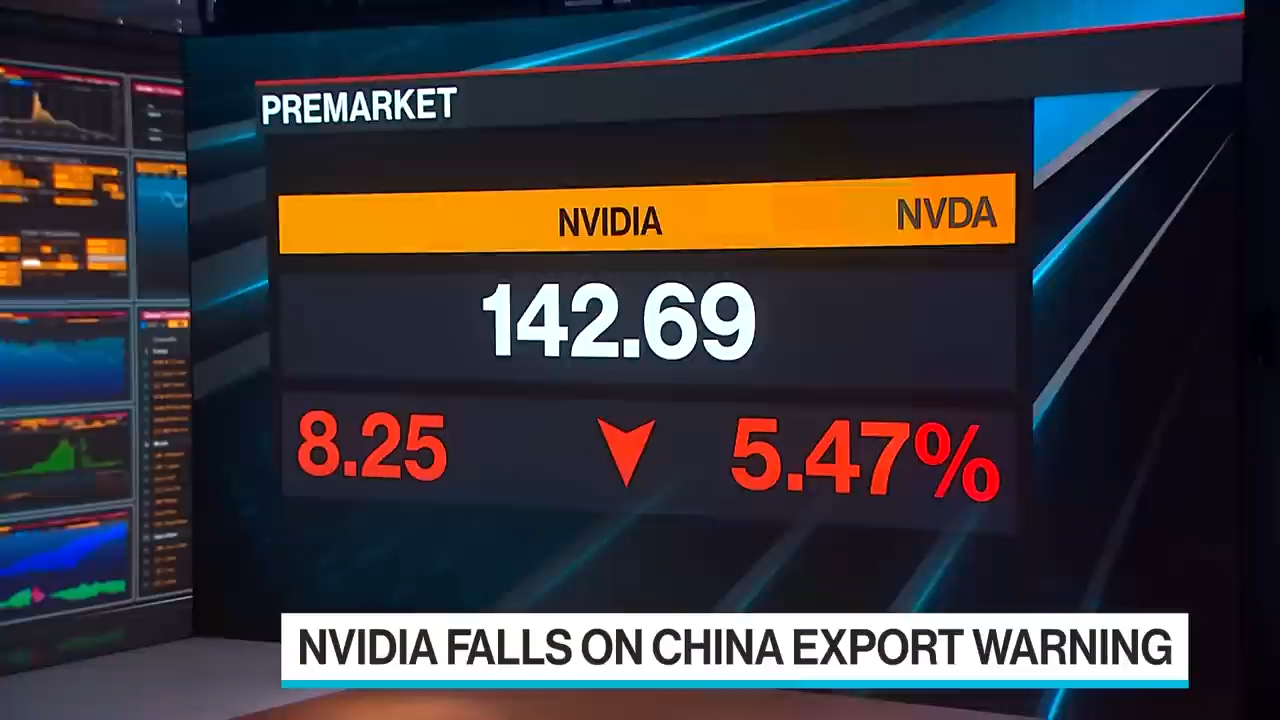 PREMARKET
NVIDIA NVDA
142.69
8.25 5.47%
NVIDIA FALLS ON CHINA EXPORT WARNING